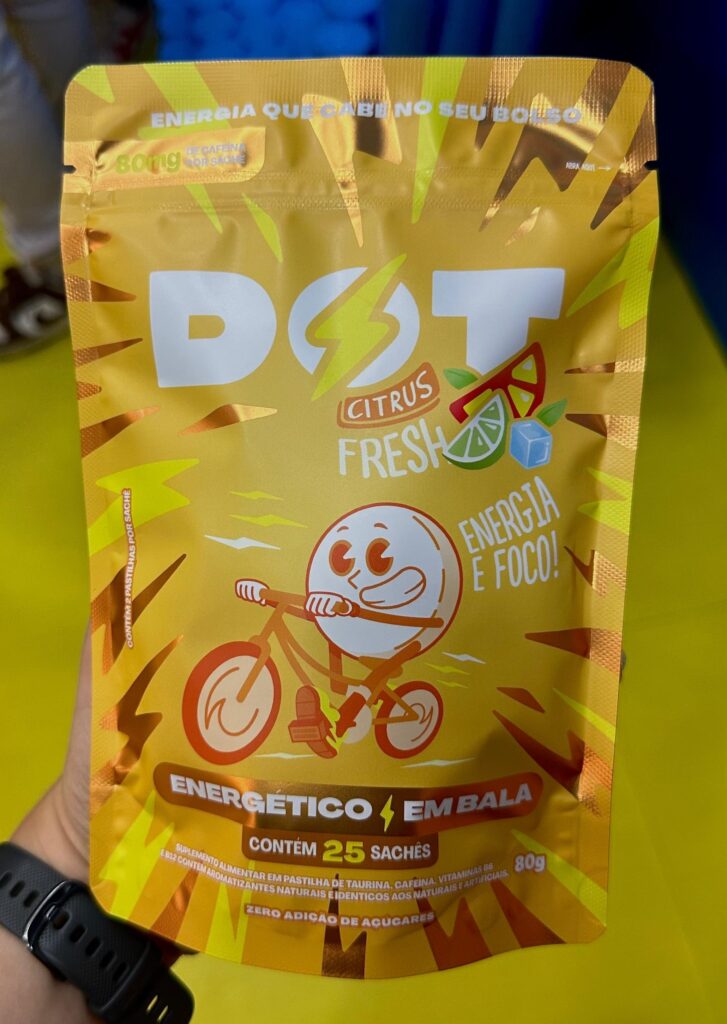 ENERGIA QUE CABE NO SEU BOLSO
80mg DE CAFEÍNA
POR SACHÊ
ABRA AQUI →
DOT
CITRUS
FRESH
ENERGIA
E FOCO!
CONTÉM 2 PASTILHAS POR SACHÊ
ENERGÉTICO EM BALA
CONTÉM 25 SACHÊS
SUPLEMENTO ALIMENTAR EM PASTILHA DE TAURINA, CAFEÍNA, VITAMINAS B6
E B12 CONTÉM AROMATIZANTES NATURAIS E IDÊNTICOS AOS NATURAIS E ARTIFICIAIS.
80g
ZERO ADIÇÃO DE AÇÚCARES